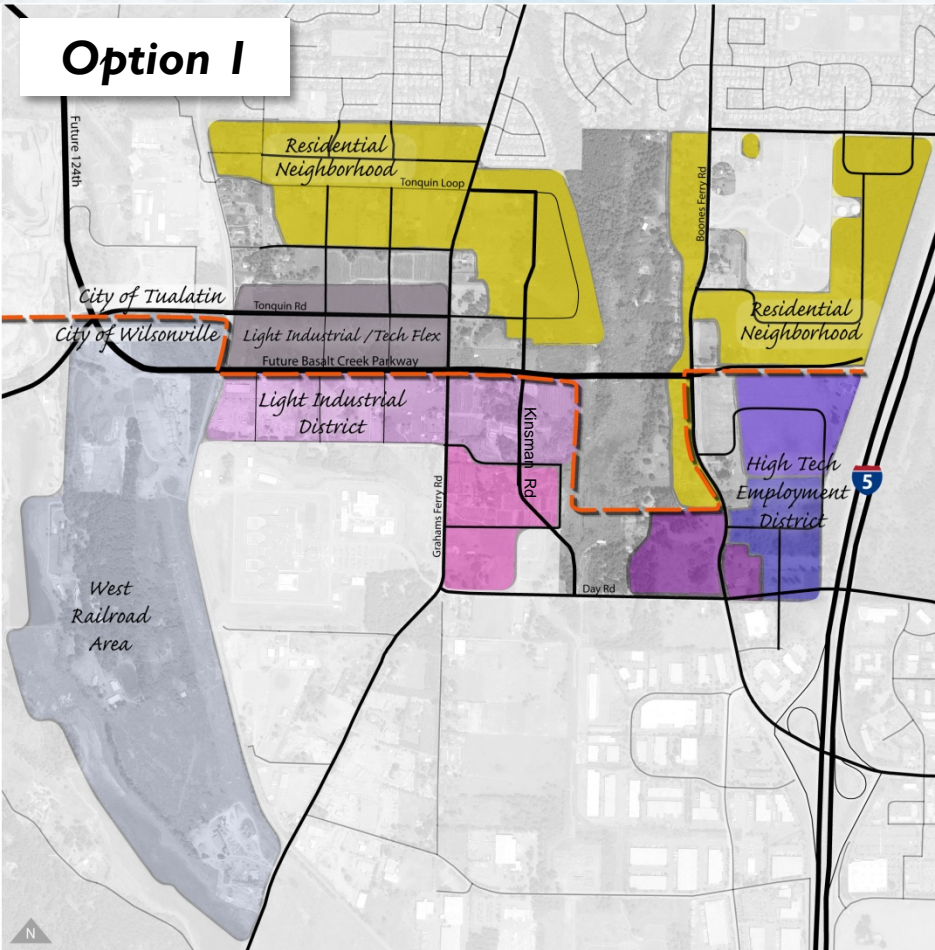 Option 1
Future 124th
Residential
Neighborhood
Tonquin Loop
Boones Ferry Rd
City of Tualatin
Tonquin Rd
City of Wilsonville
Light Industrial /Tech Flex
Residential
Neighborhood
Future Basalt Creek Parkway
Light Industrial
District
Kinsman Rd
High Tech
Employment
District
5
Grahams Ferry Rd
West
Railroad
Area
Day Rd
N